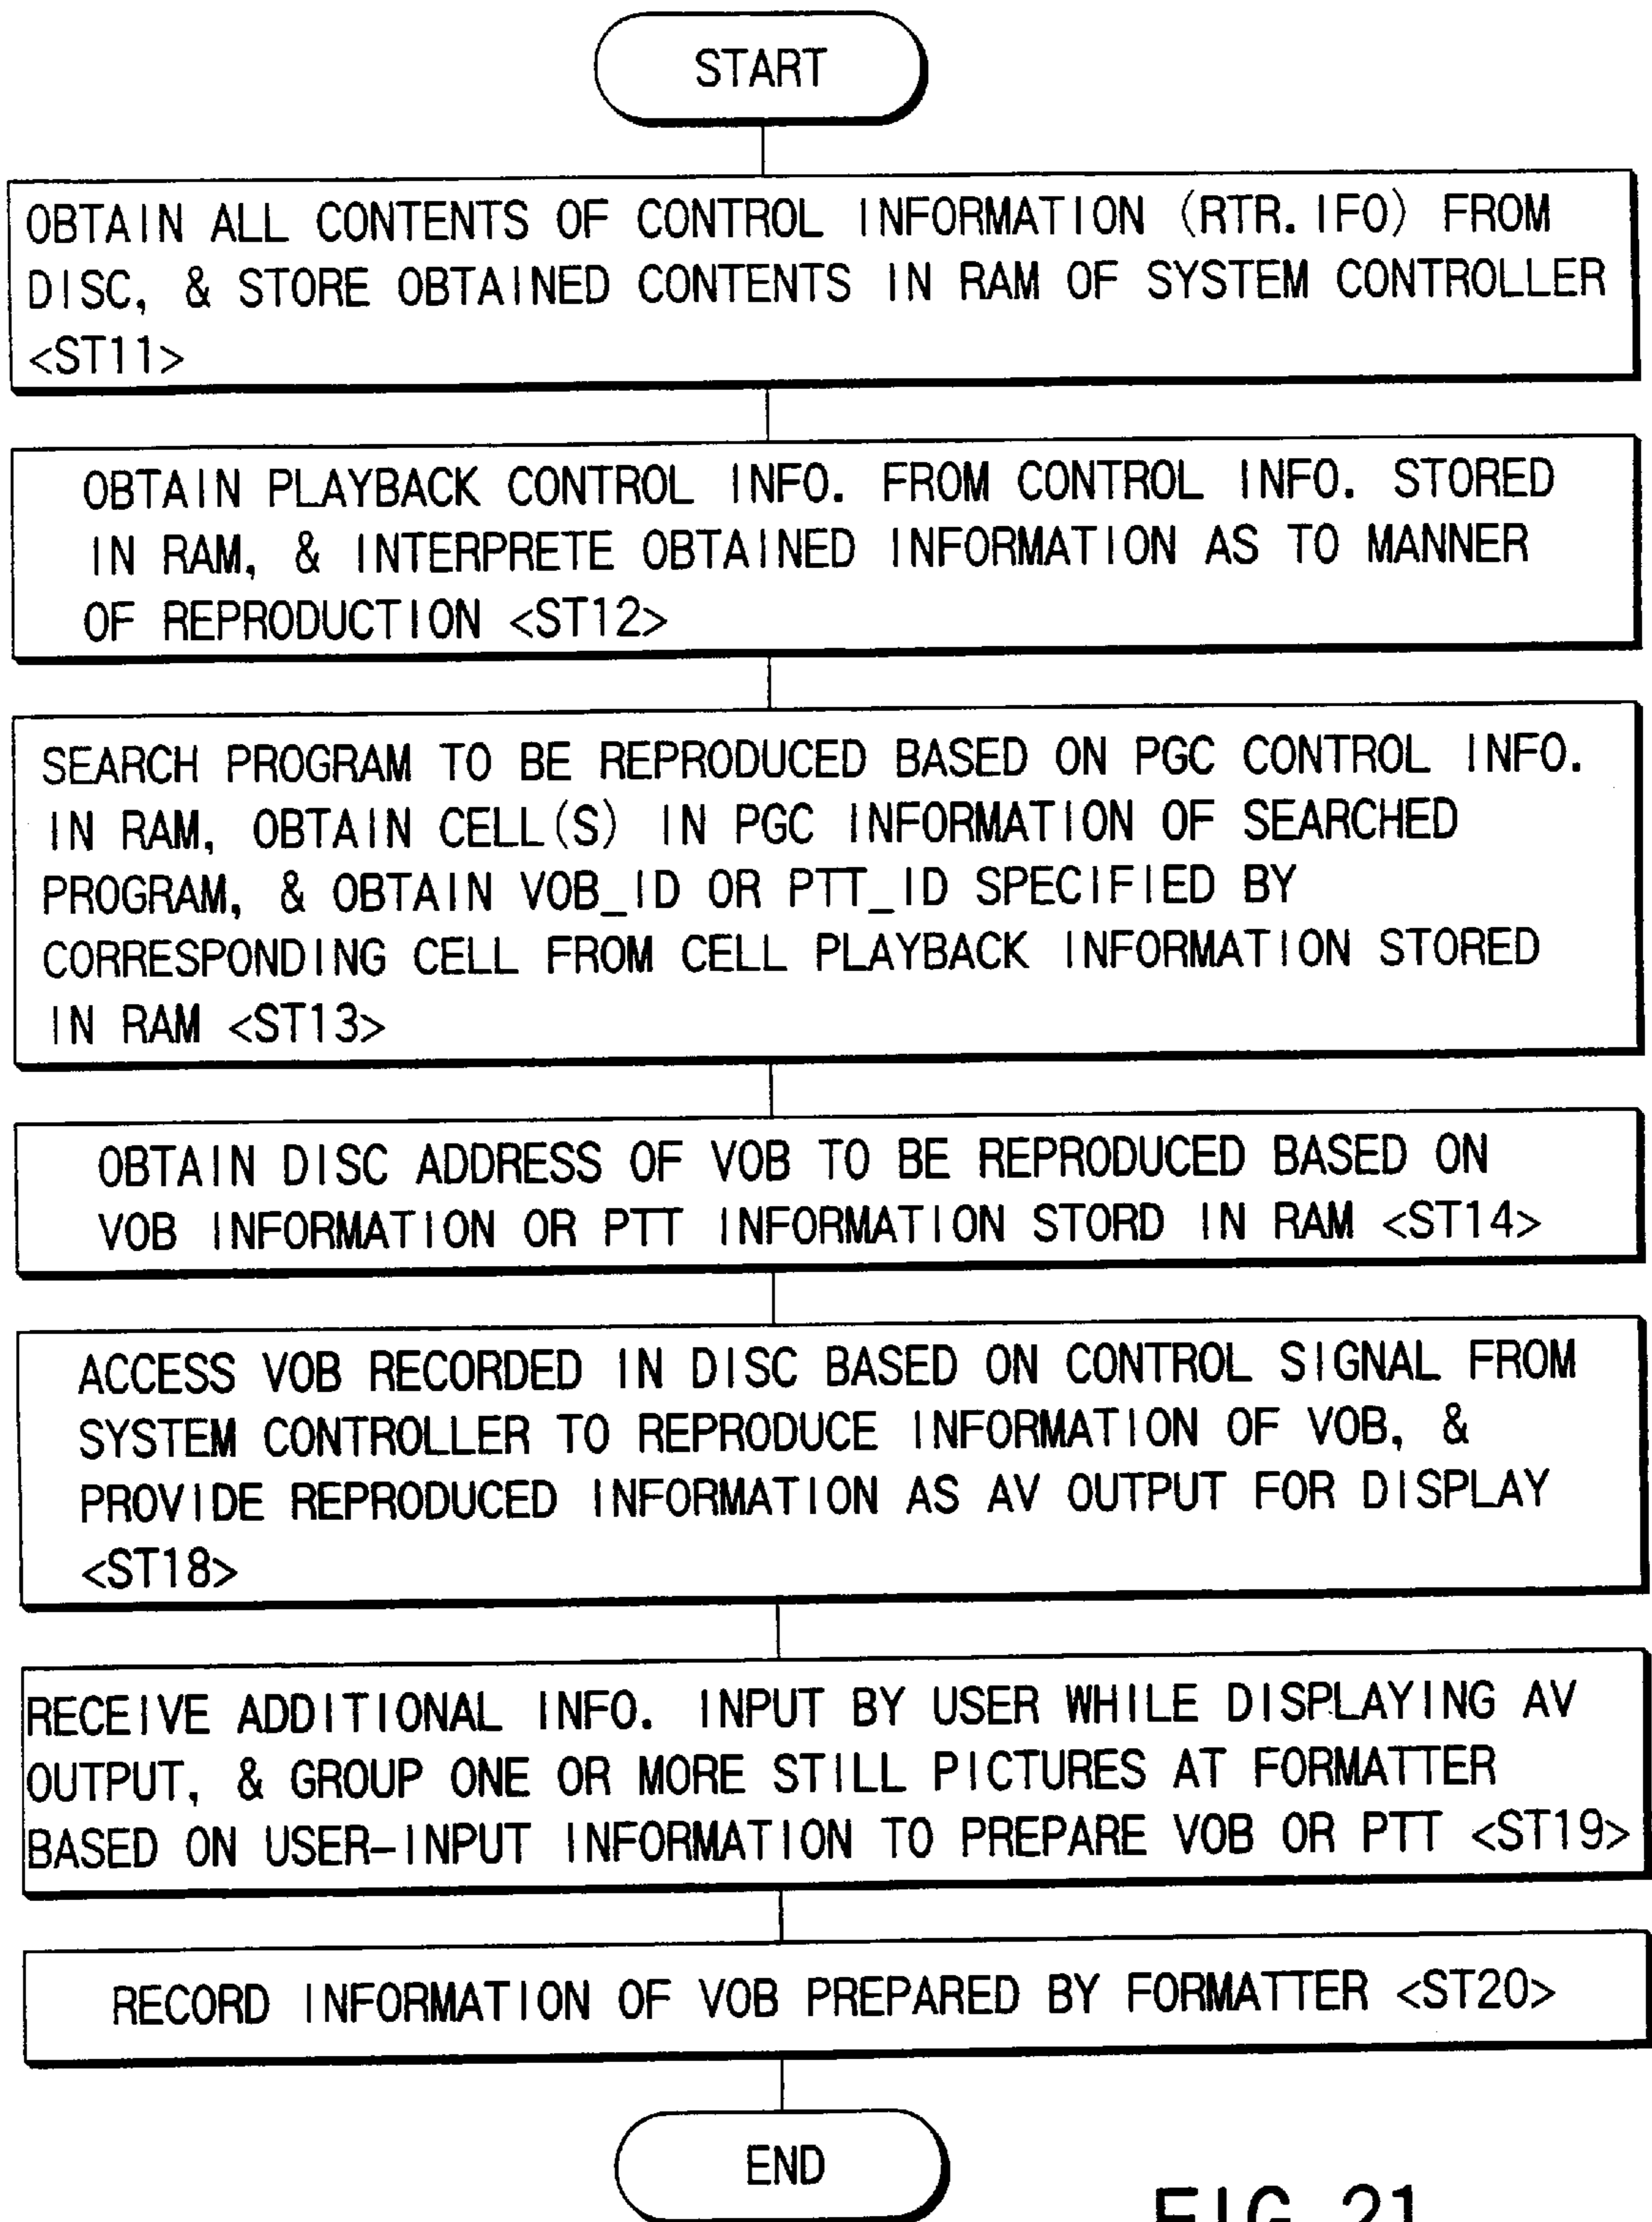 START
OBTAIN ALL CONTENTS OF CONTROL INFORMATION (RTR.IFO) FROM
DISC, & STORE OBTAINED CONTENTS IN RAM OF SYSTEM CONTROLLER
<ST11>
OBTAIN PLAYBACK CONTROL INFO. FROM CONTROL INFO. STORED
IN RAM, & INTERPRETE OBTAINED INFORMATION AS TO MANNER
OF REPRODUCTION <ST12>
SEARCH PROGRAM TO BE REPRODUCED BASED ON PGC CONTROL INFO.
IN RAM, OBTAIN CELL(S) IN PGC INFORMATION OF SEARCHED
PROGRAM, & OBTAIN VOB_ID OR PTT_ID SPECIFIED BY
CORRESPONDING CELL FROM CELL PLAYBACK INFORMATION STORED
IN RAM <ST13>
OBTAIN DISC ADDRESS OF VOB TO BE REPRODUCED BASED ON
VOB INFORMATION OR PTT INFORMATION STORD IN RAM <ST14>
ACCESS VOB RECORDED IN DISC BASED ON CONTROL SIGNAL FROM
SYSTEM CONTROLLER TO REPRODUCE INFORMATION OF VOB, &
PROVIDE REPRODUCED INFORMATION AS AV OUTPUT FOR DISPLAY
<ST18>
RECEIVE ADDITIONAL INFO. INPUT BY USER WHILE DISPLAYING AV
OUTPUT, & GROUP ONE OR MORE STILL PICTURES AT FORMATTER
BASED ON USER-INPUT INFORMATION TO PREPARE VOB OR PTT <ST19>
RECORD INFORMATION OF VOB PREPARED BY FORMATTER <ST20>
END
FIG. 21